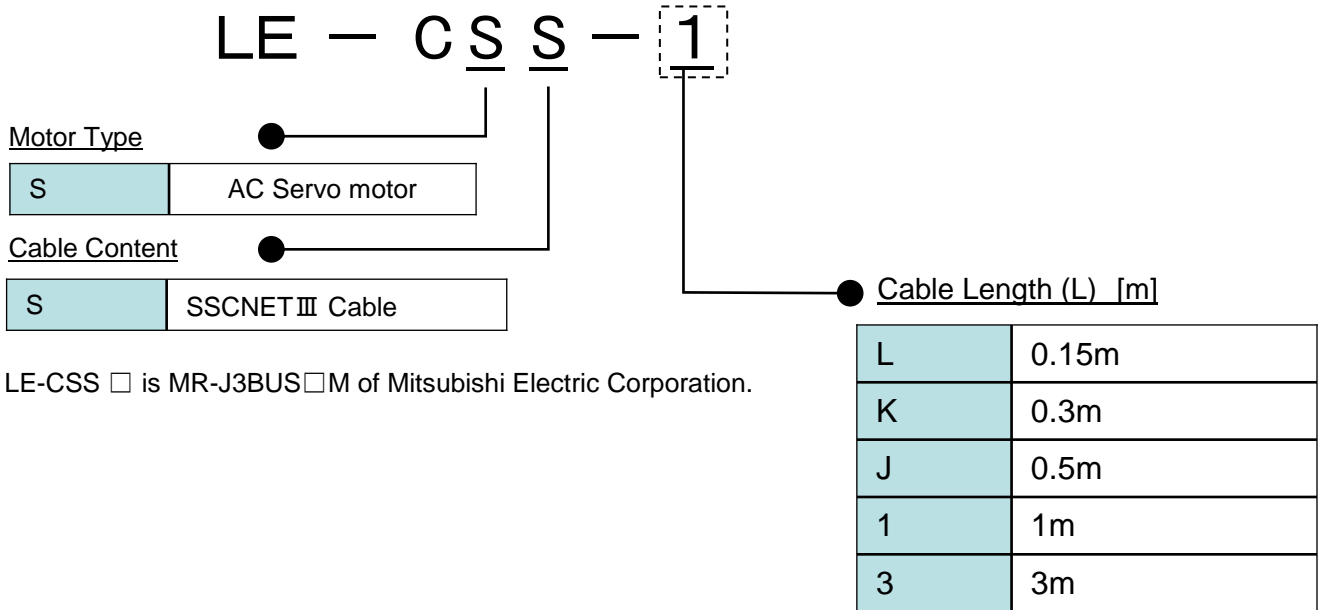 LE － CSS － 1
Motor Type
S AC Servo motor
Cable Content
S SSCNETⅢ Cable
LE-CSS □ is MR-J3BUS□M of Mitsubishi Electric Corporation.
Cable Length (L) [m]
L 0.15m
K 0.3m
J 0.5m
1 1m
3 3m